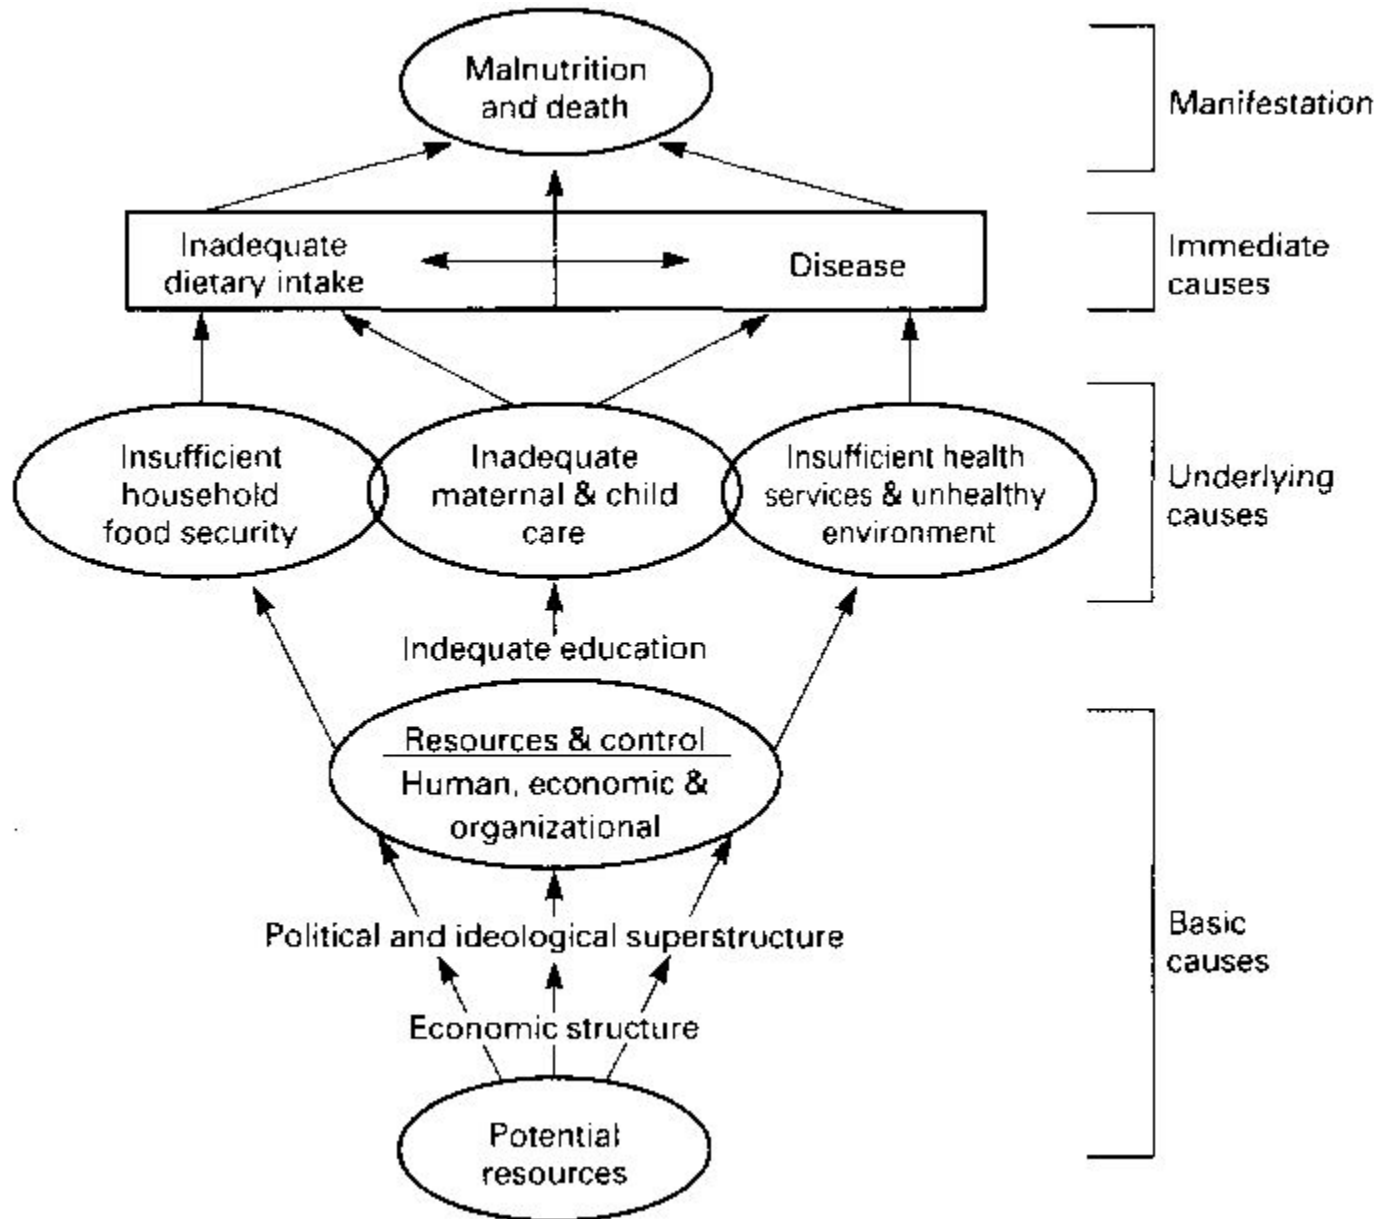 Malnutrition
and death
Manifestation
Inadequate
dietary intake
Disease
Immediate
causes
Insufficient
household
food security
Inadequate
maternal & child
care
Insufficient health
services & unhealthy
environment
Underlying
causes
Indequate education
Resources & control
Human, economic &
organizational
Political and ideological superstructure
Economic structure
Basic
causes
Potential
resources